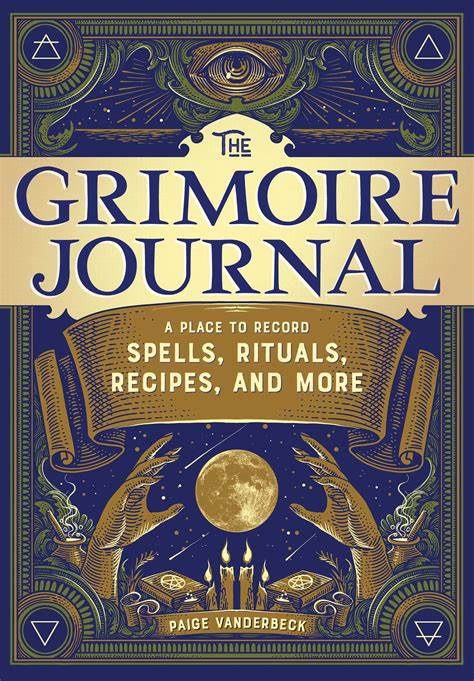 THE
GRIMOIRE
JOURNAL
A PLACE TO RECORD
SPELLS, RITUALS,
RECIPES, AND MORE
PAIGE VANDERBECK